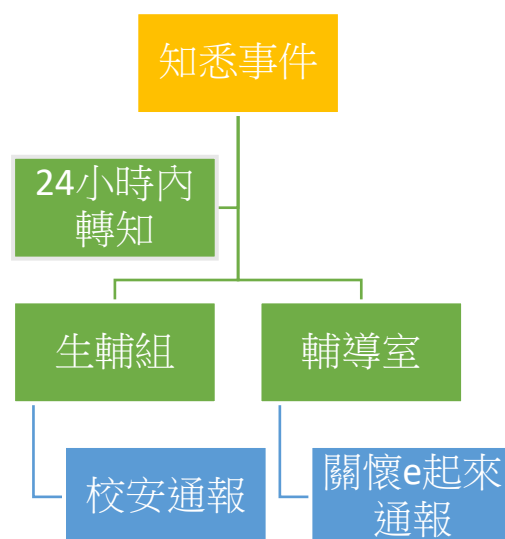 知悉事件
24小時內
轉知
生輔組
輔導室
校安通報
關懷e起來
通報